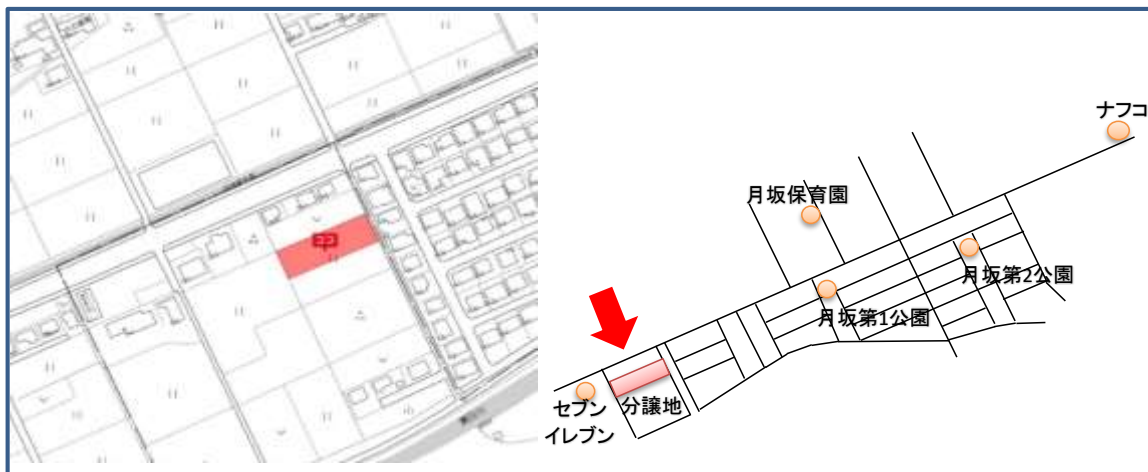 ココ
ナフコ
月坂保育園
月坂第2公園
月坂第1公園
セブン
イレブン
分譲地